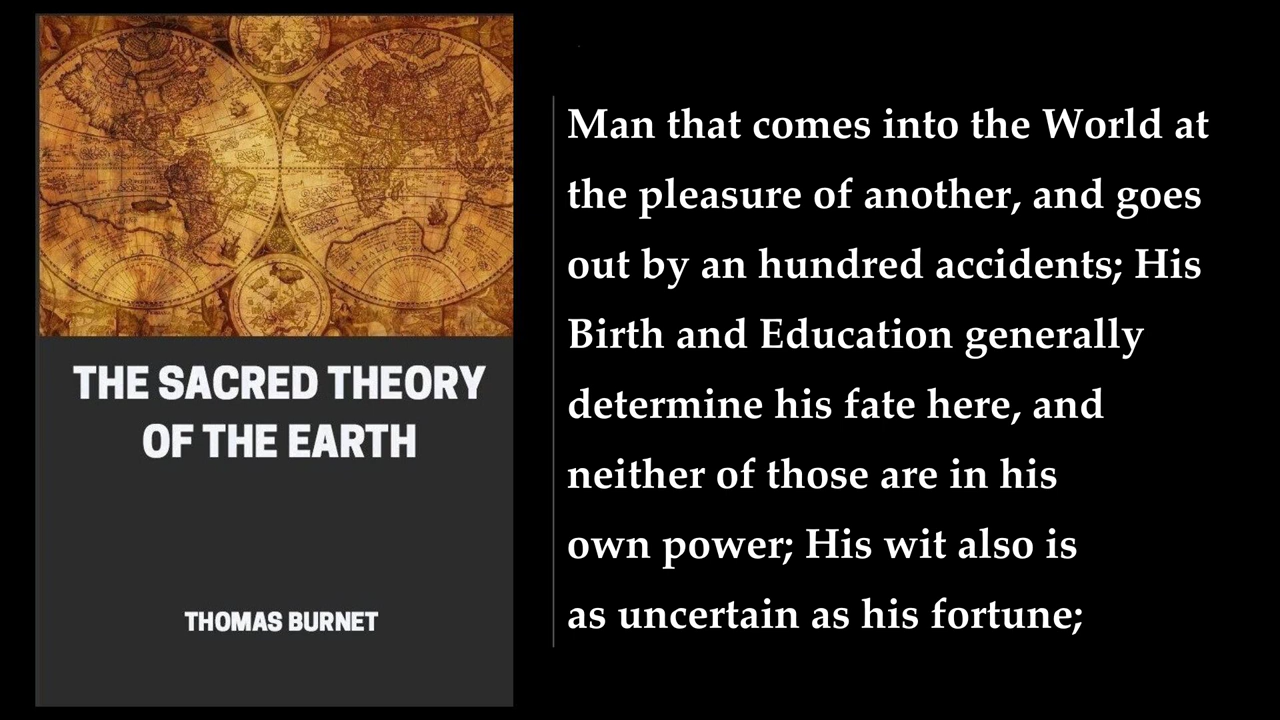 THE SACRED THEORY
OF THE EARTH
THOMAS BURNET
Man that comes into the World at
the pleasure of another, and goes
out by an hundred accidents; His
Birth and Education generally
determine his fate here, and
neither of those are in his
own power; His wit also is
as uncertain as his fortune;